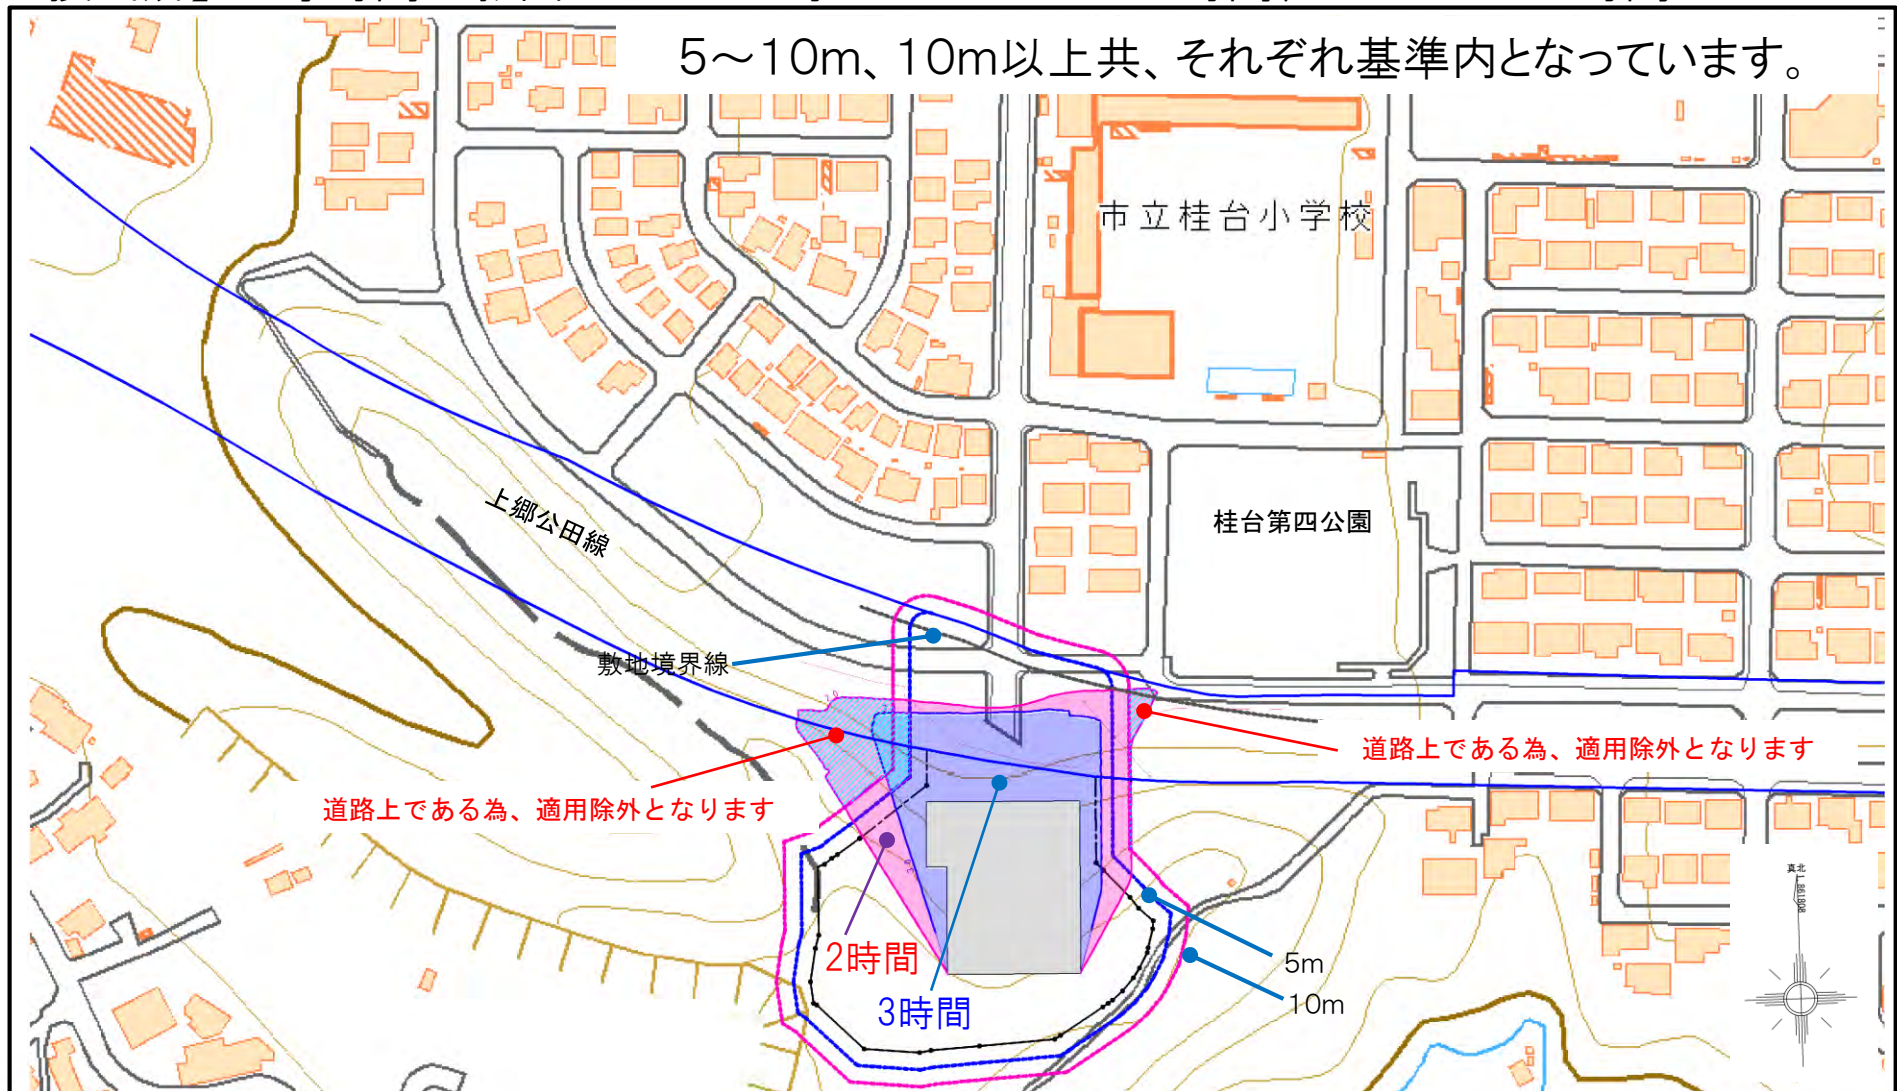 5～10m、10m以上共、それぞれ基準内となっています。
市立桂台小学校
上郷公田線
桂台第四公園
敷地境界線
道路上である為、適用除外となります
道路上である為、適用除外となります
2時間
3時間
5m
10m
真北